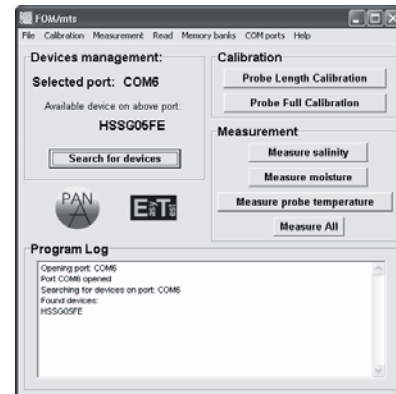 FOM/mts
File Calibration Measurement Read Memory banks COM ports Help
Devices management:
Selected port: COM6
Available device on above port:
HSSG05FE
Search for devices
PAN
A
EasyTest
Calibration
Probe Length Calibration
Probe Full Calibration
Measurement
Measure salinity
Measure moisture
Measure probe temperature
Measure All
Program Log
Opening port: COM6
Port COM6 opened
Searching for devices on port: COM6
Found devices:
HSSG05FE